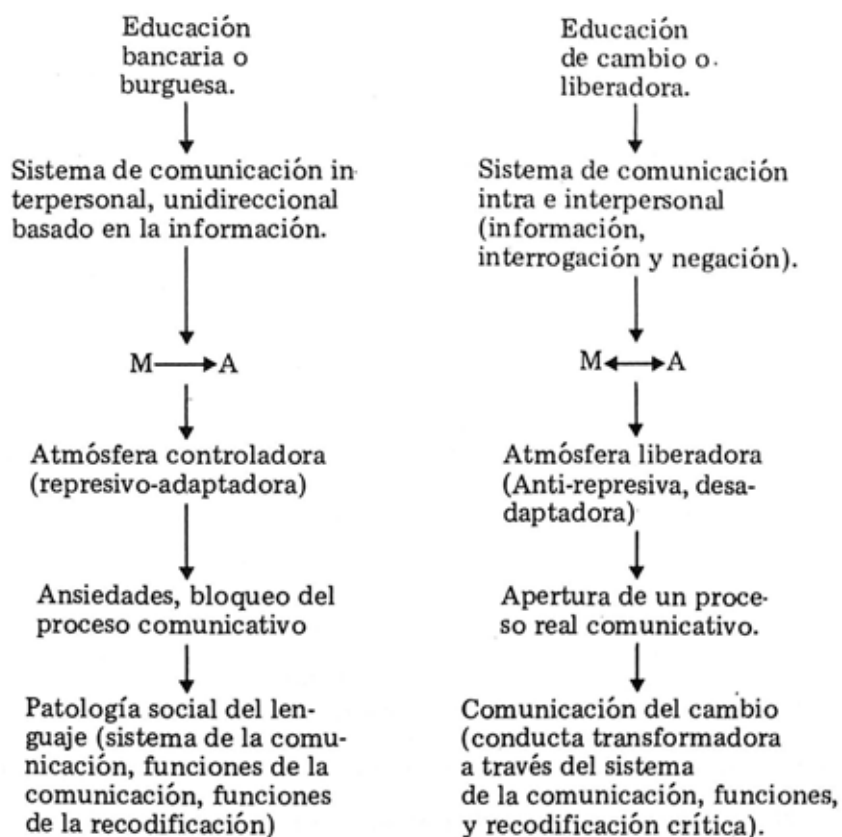 Educación
bancaria o
burguesa.
Sistema de comunicación in
terpersonal, unidireccional
basado en la información.
M A
Atmósfera controladora
(represivo-adaptadora)
Ansiedades, bloqueo del
proceso comunicativo
Patología social del len-
guaje (sistema de la comu-
nicación, funciones de la
comunicación, funciones
de la recodificación)
Educación
de cambio o
liberadora.
Sistema de comunicación
intra e interpersonal
(información,
interrogación y negación).
M A
Atmósfera liberadora
(Anti-represiva, desa-
daptadora)
Apertura de un proce-
so real comunicativo.
Comunicación del cambio
(conducta transformadora
a través del sistema
de la comunicación, funciones,
y recodificación crítica).